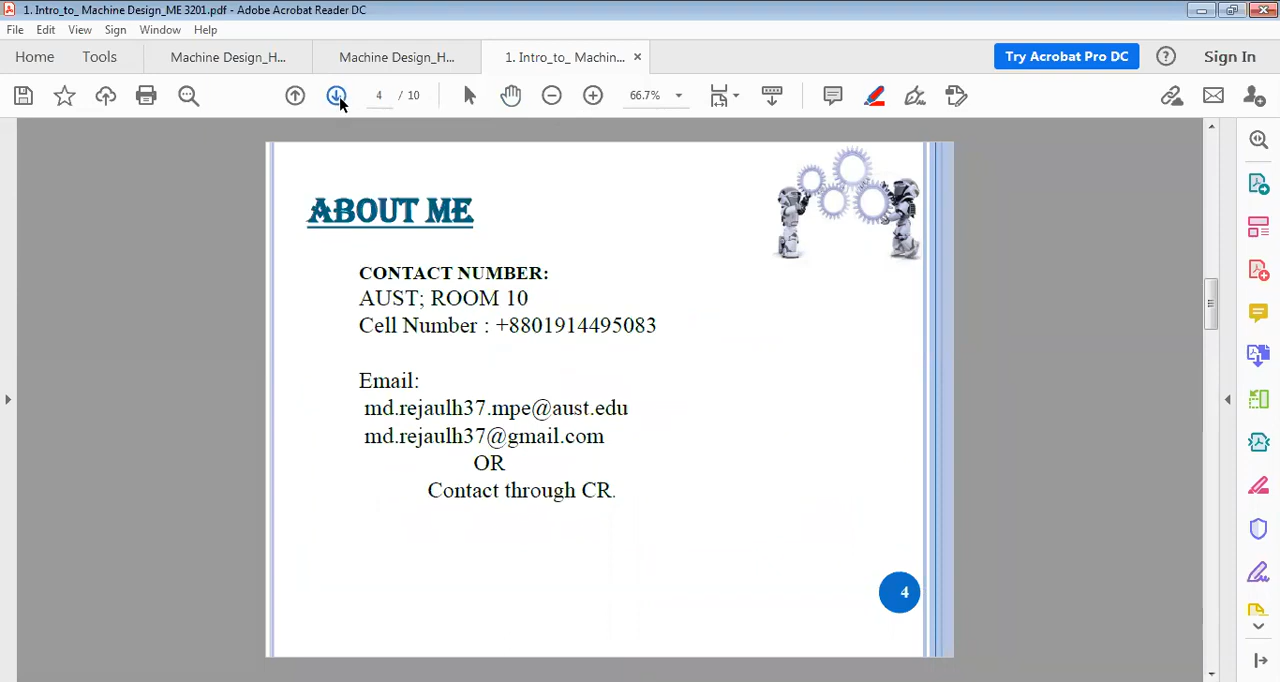 1. Intro_to_ Machine Design_ME 3201.pdf - Adobe Acrobat Reader DC
File Edit View Sign Window Help
Home Tools Machine Design_H... Machine Design_H... 1. Intro_to_ Machin... × Try Acrobat Pro DC ? Sign In
4 / 10 66.7%
ABOUT ME
CONTACT NUMBER:
AUST; ROOM 10
Cell Number : +8801914495083
Email:
md.rejaulh37.mpe@aust.edu
md.rejaulh37@gmail.com
OR
Contact through CR.
4